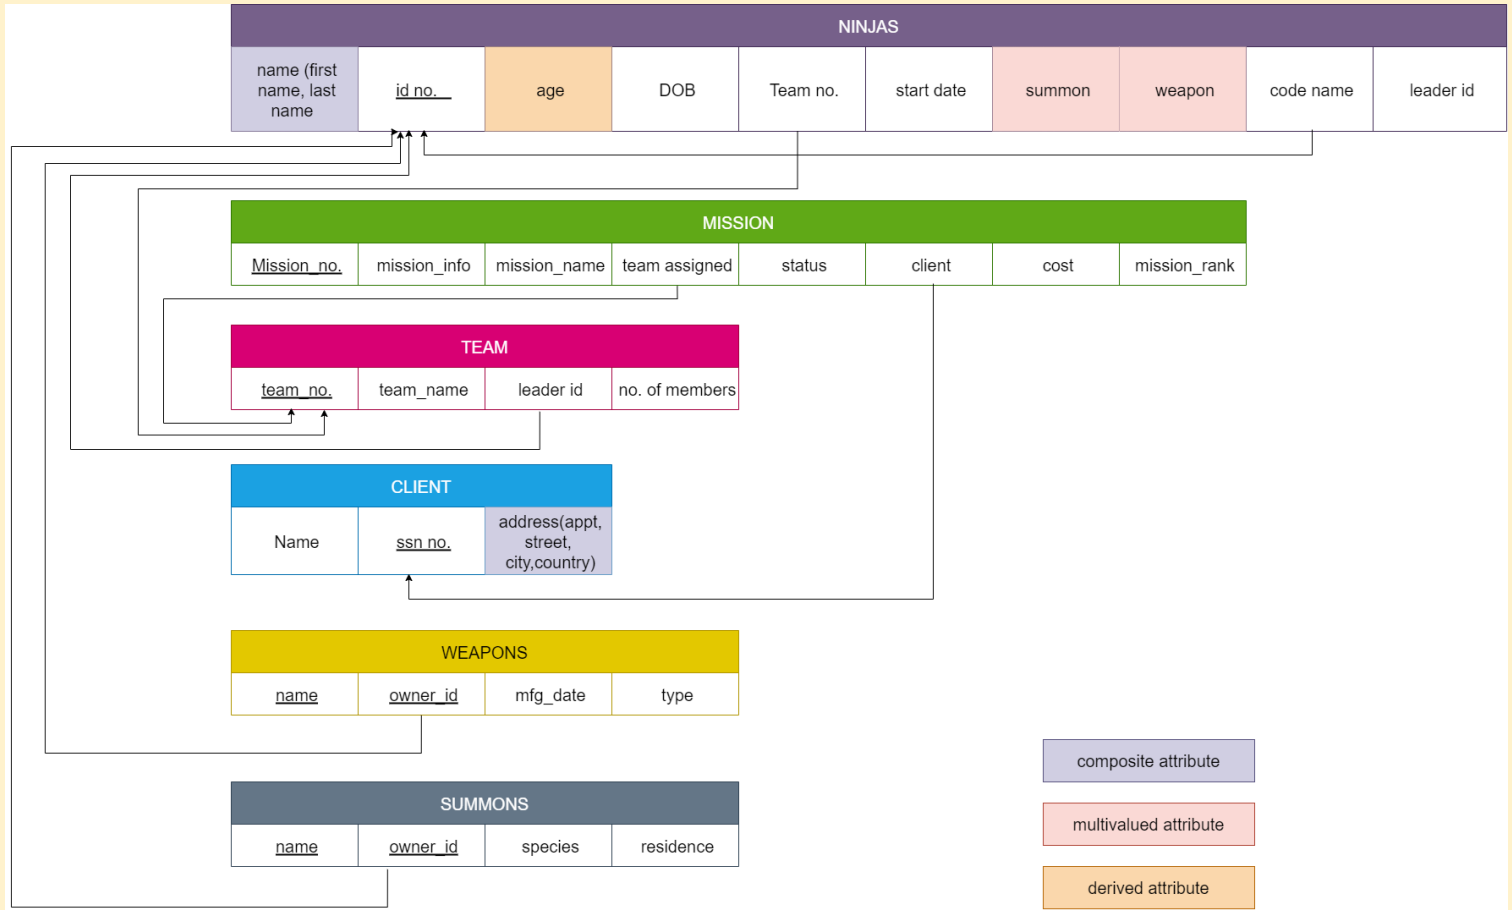 NINJAS
name (first
name, last
name
id no.
age
DOB
Team no.
start date
summon
weapon
code name
leader id
MISSION
Mission_no.
mission_info
mission_name
team assigned
status
client
cost
mission_rank
TEAM
team_no.
team_name
leader id
no. of members
CLIENT
Name
ssn no.
address(appt,
street,
city,country)
WEAPONS
name
owner_id
mfg_date
type
SUMMONS
name
owner_id
species
residence
composite attribute
multivalued attribute
derived attribute